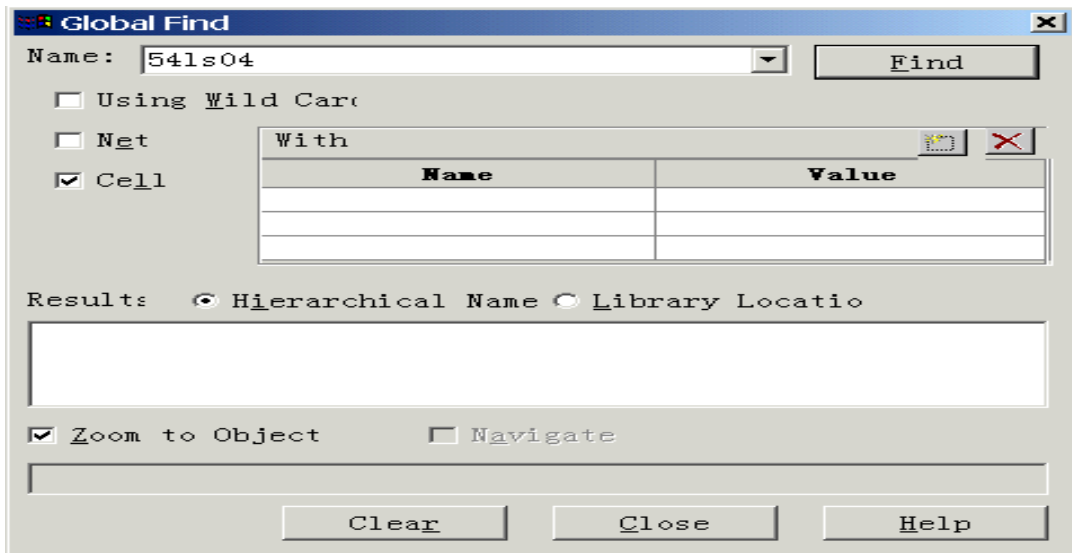 Global Find
Name: 54ls04
Find
Using Wild Car
Net
With
Cell
Name Value
Results Hierarchical Name Library Locatio
Zoom to Object Navigate
Clear Close Help